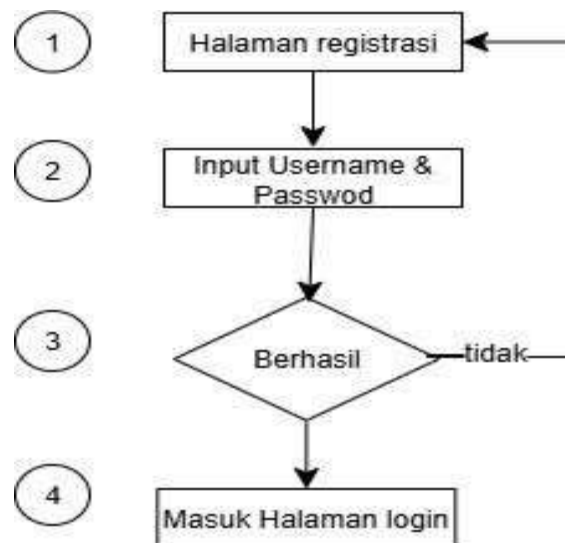 1
Halaman registrasi
2
Input Username &
Passwod
3
Berhasil
tidak
4
Masuk Halaman login